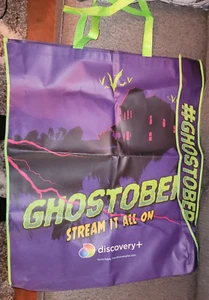 GHOSTOBER
STREAM IT ALL ON
discovery+
#GHOSTOBER